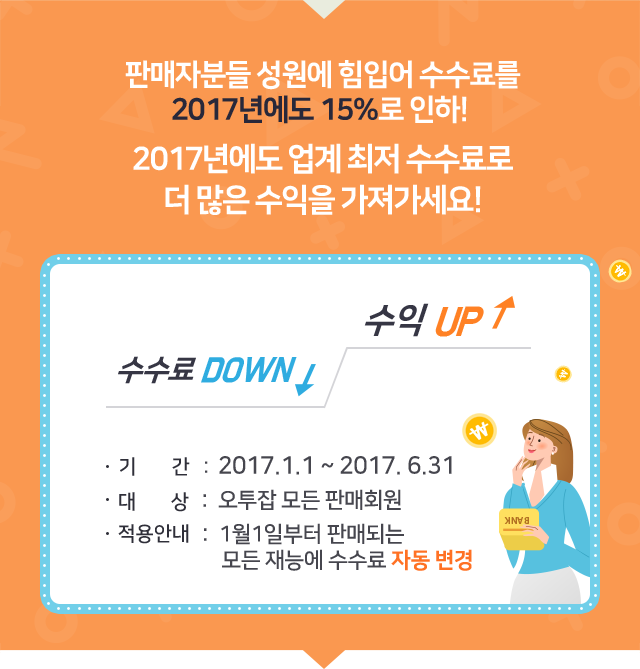 판매자분들 성원에 힘입어 수수료를
2017년에도 15%로 인하!
2017년에도 업계 최저 수수료로
더 많은 수익을 가져가세요!
수익 UP
수수료 DOWN
· 기 간 : 2017.1.1 ~ 2017. 6.31
· 대 상 : 오투잡 모든 판매회원
· 적용안내 : 1월1일부터 판매되는
모든 재능에 수수료 자동 변경
₩
₩
₩
BANK